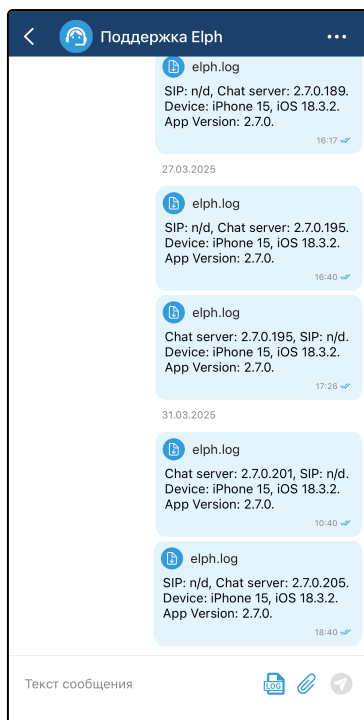 Поддержка Elph
elph.log
SIP: n/d, Chat server: 2.7.0.189.
Device: iPhone 15, iOS 18.3.2.
App Version: 2.7.0.
16:17
27.03.2025
elph.log
SIP: n/d, Chat server: 2.7.0.195.
Device: iPhone 15, iOS 18.3.2.
App Version: 2.7.0.
16:40
elph.log
Chat server: 2.7.0.195, SIP: n/d.
Device: iPhone 15, iOS 18.3.2.
App Version: 2.7.0.
17:26
31.03.2025
elph.log
Chat server: 2.7.0.201, SIP: n/d.
Device: iPhone 15, iOS 18.3.2.
App Version: 2.7.0.
10:40
elph.log
SIP: n/d, Chat server: 2.7.0.205.
Device: iPhone 15, iOS 18.3.2.
App Version: 2.7.0.
18:40
Текст сообщения
LOG